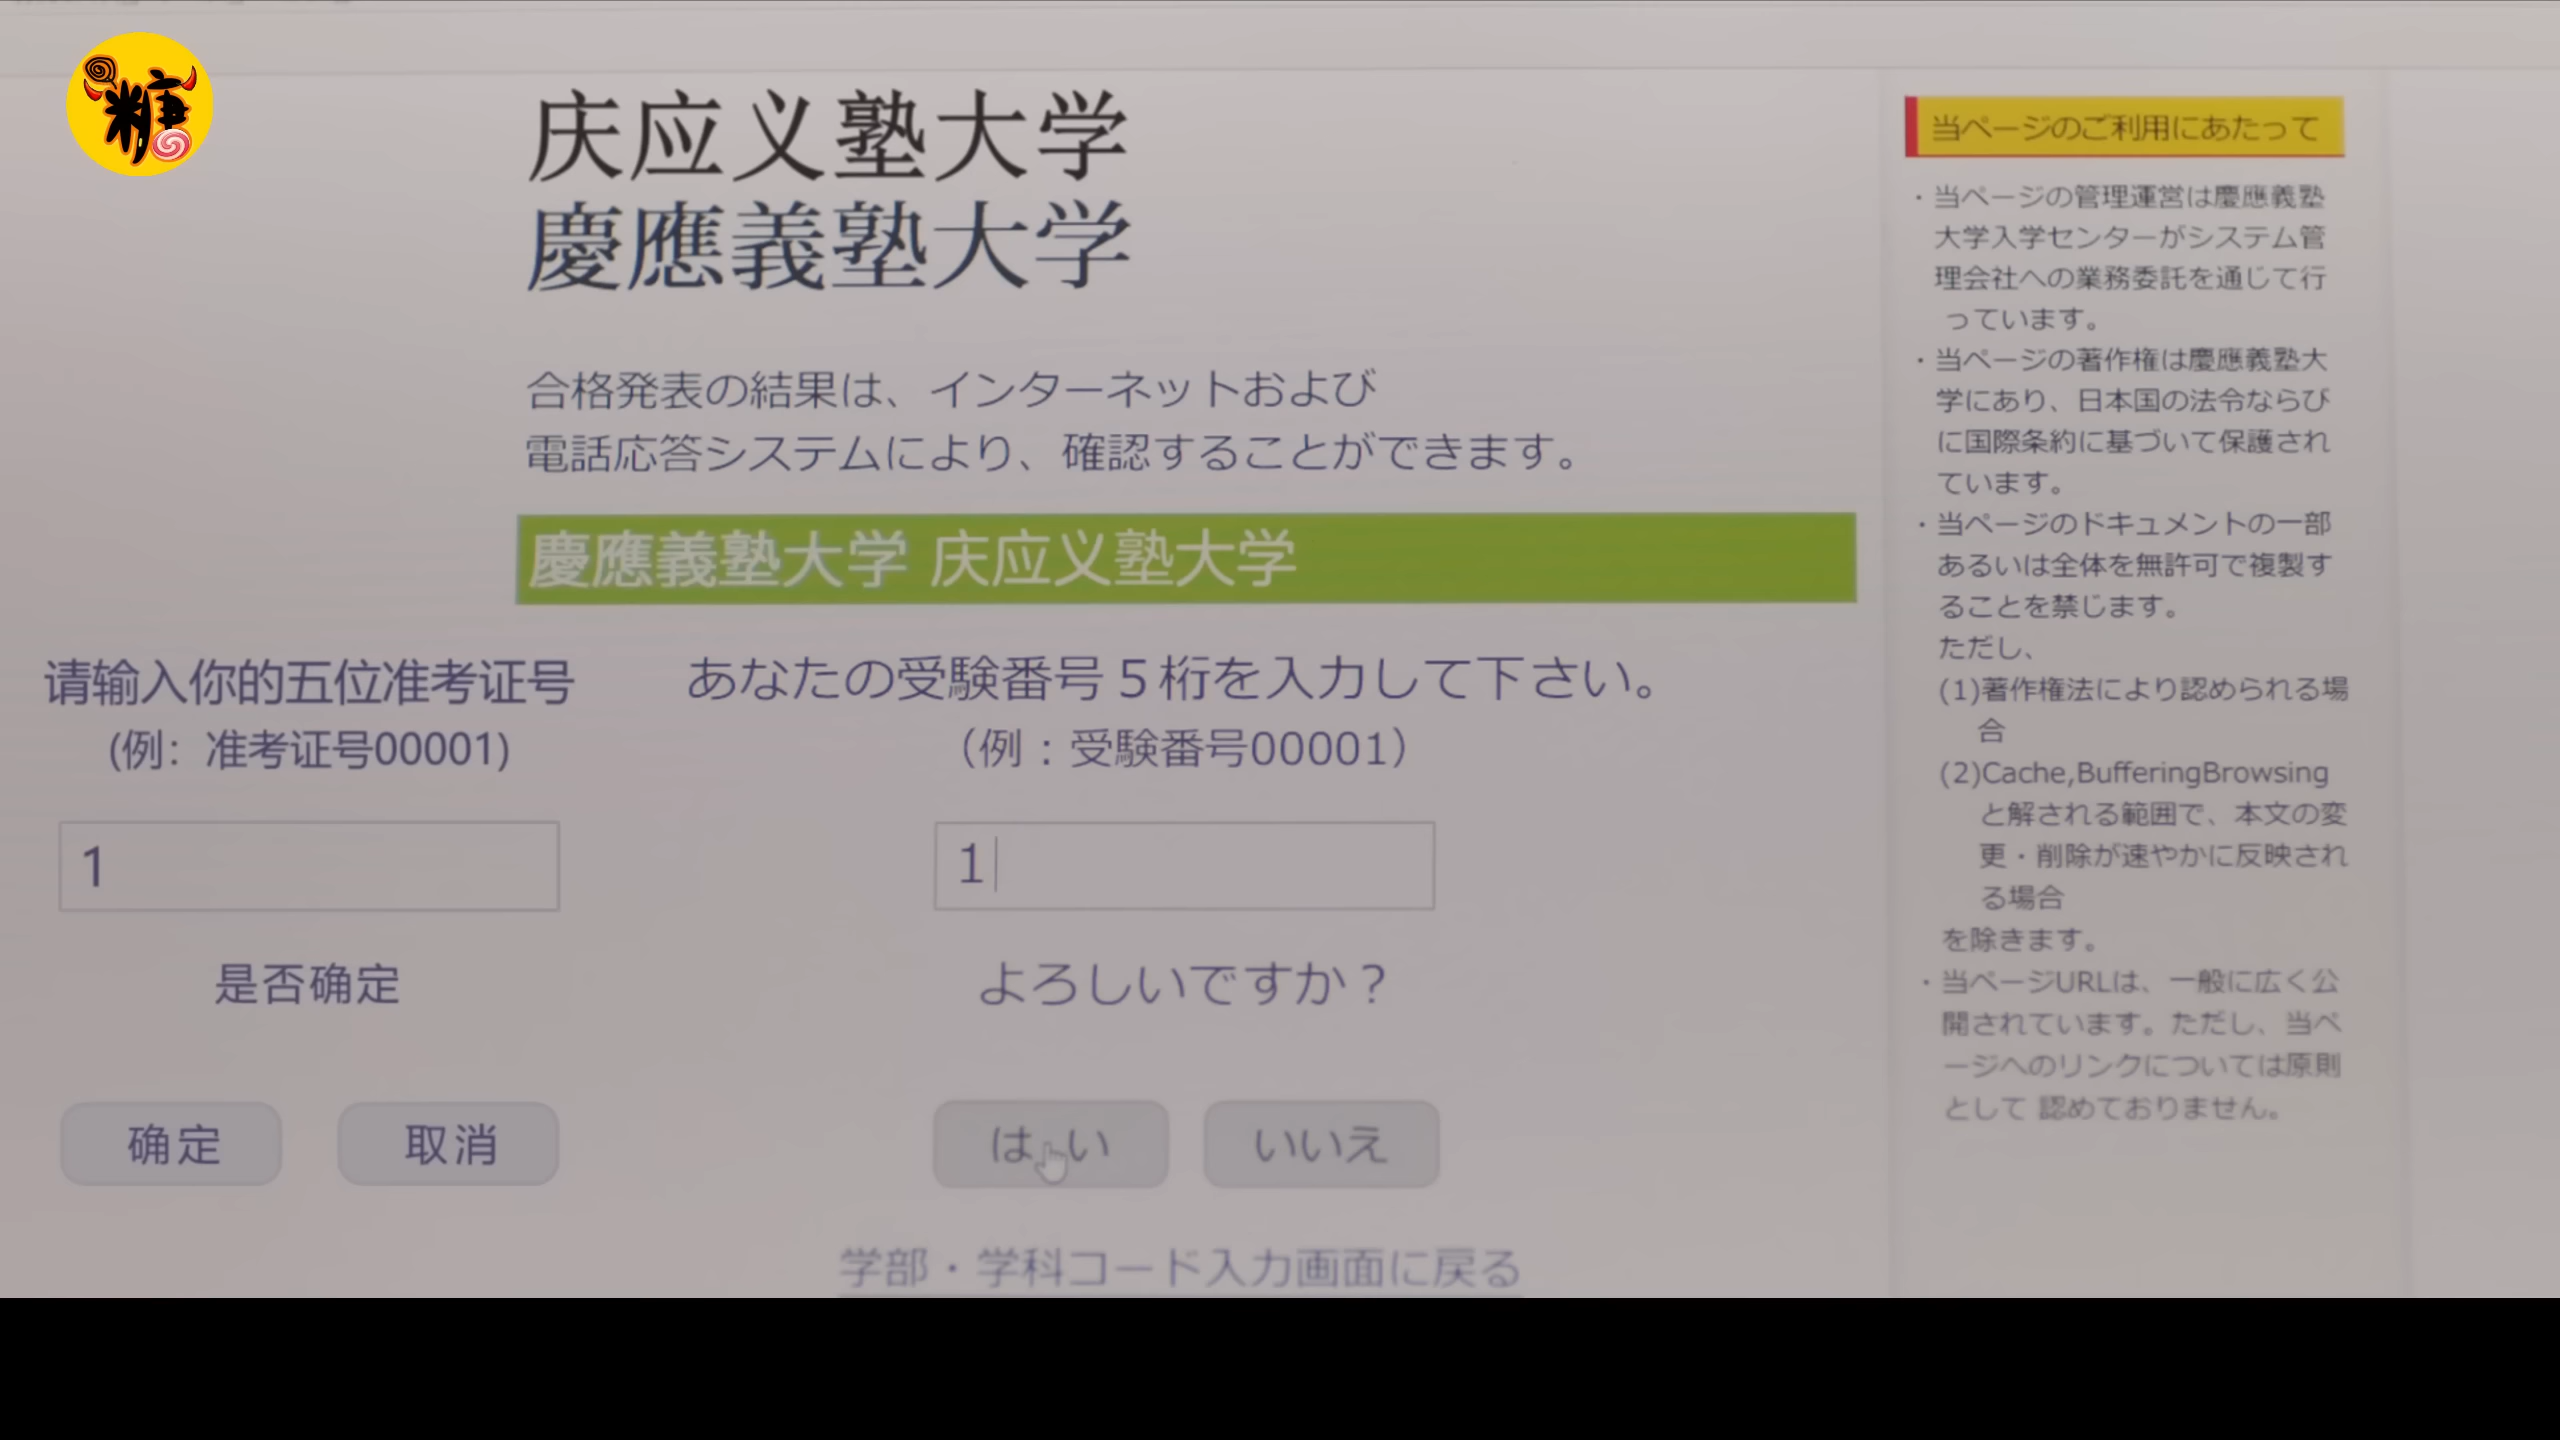 糖
庆应义塾大学
慶應義塾大学
合格発表の結果は、インターネットおよび
電話応答システムにより、確認することができます。
慶應義塾大学 庆应义塾大学
请输入你的五位准考证号
(例：准考证号00001)
1
是否确定
确定 取消
あなたの受験番号５桁を入力して下さい。
（例：受験番号00001）
1
よろしいですか？
はい いいえ
学部・学科コード入力画面に戻る
当ページのご利用にあたって
・当ページの管理運営は慶應義塾
大学入学センターがシステム管
理会社への業務委託を通じて行
っています。
・当ページの著作権は慶應義塾大
学にあり、日本国の法令ならび
に国際条約に基づいて保護され
ています。
・当ページのドキュメントの一部
あるいは全体を無許可で複製す
ることを禁じます。
ただし、
(1)著作権法により認められる場
合
(2)Cache,BufferingBrowsing
と解される範囲で、本文の変
更・削除が速やかに反映され
る場合
を除きます。
・当ページURLは、一般に広く公
開されています。ただし、当ペ
ージへのリンクについては原則
として 認めておりません。